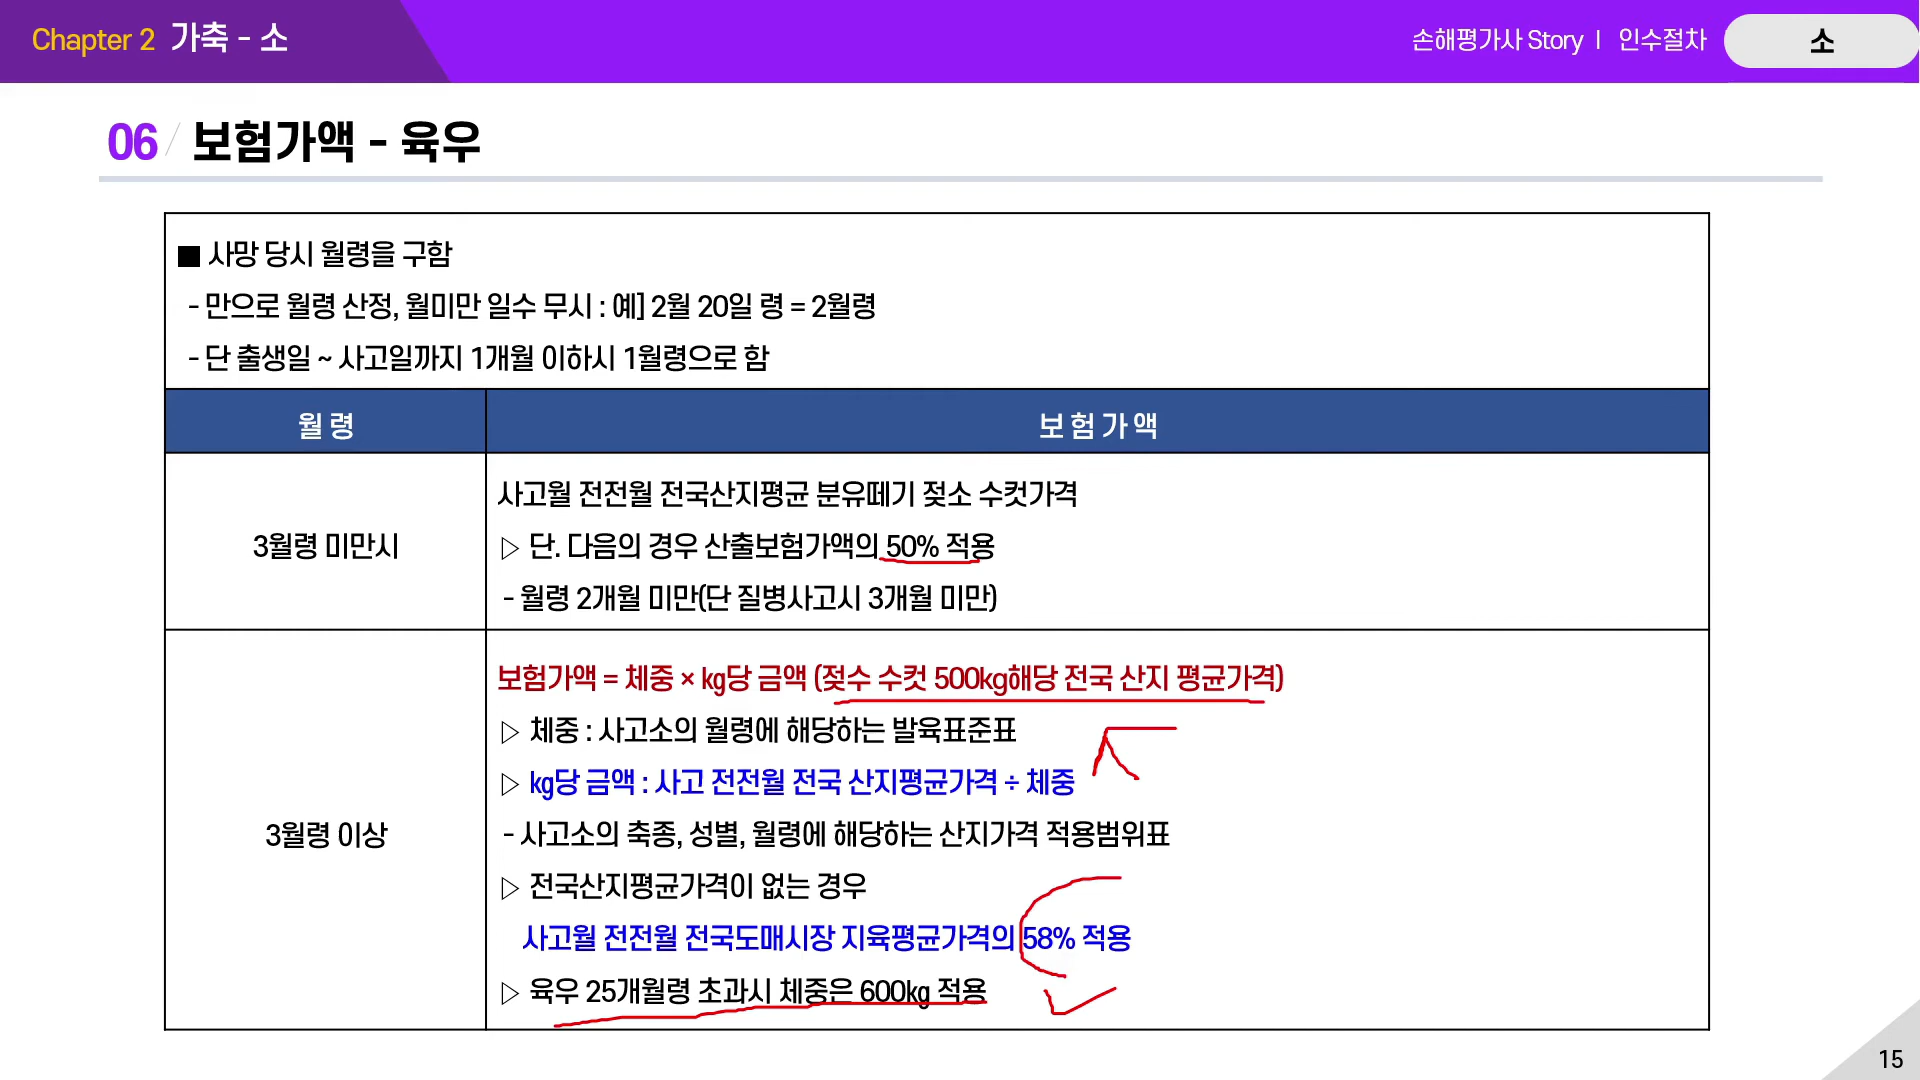 Chapter 2 가축 - 소
손해평가사 Story ㅣ 인수절차
소
06 / 보험가액 - 육우
■ 사망 당시 월령을 구함
- 만으로 월령 산정, 월미만 일수 무시 : 예] 2월 20일 령 = 2월령
- 단 출생일 ~ 사고일까지 1개월 이하시 1월령으로 함
월 령
보 험 가 액
3월령 미만시
사고월 전전월 전국산지평균 분유떼기 젖소 수컷가격
▷ 단. 다음의 경우 산출보험가액의 50% 적용
- 월령 2개월 미만(단 질병사고시 3개월 미만)
3월령 이상
보험가액 = 체중 × ㎏당 금액 (젖수 수컷 500kg해당 전국 산지 평균가격)
▷ 체중 : 사고소의 월령에 해당하는 발육표준표
▷ ㎏당 금액 : 사고 전전월 전국 산지평균가격 ÷ 체중
- 사고소의 축종, 성별, 월령에 해당하는 산지가격 적용범위표
▷ 전국산지평균가격이 없는 경우
사고월 전전월 전국도매시장 지육평균가격의 58% 적용
▷ 육우 25개월령 초과시 체중은 600㎏ 적용
15